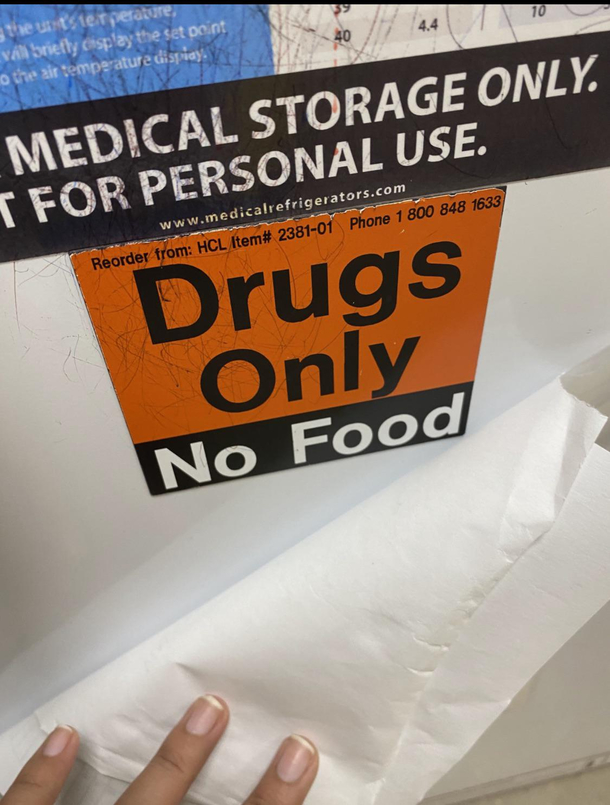 the unit's temperature,
will briefly display the set point
o the air temperature display.
39
40 4.4 10
MEDICAL STORAGE ONLY.
T FOR PERSONAL USE.
www.medicalrefrigerators.com
Reorder from: HCL Item# 2381-01 Phone 1 800 848 1633
Drugs
Only
No Food